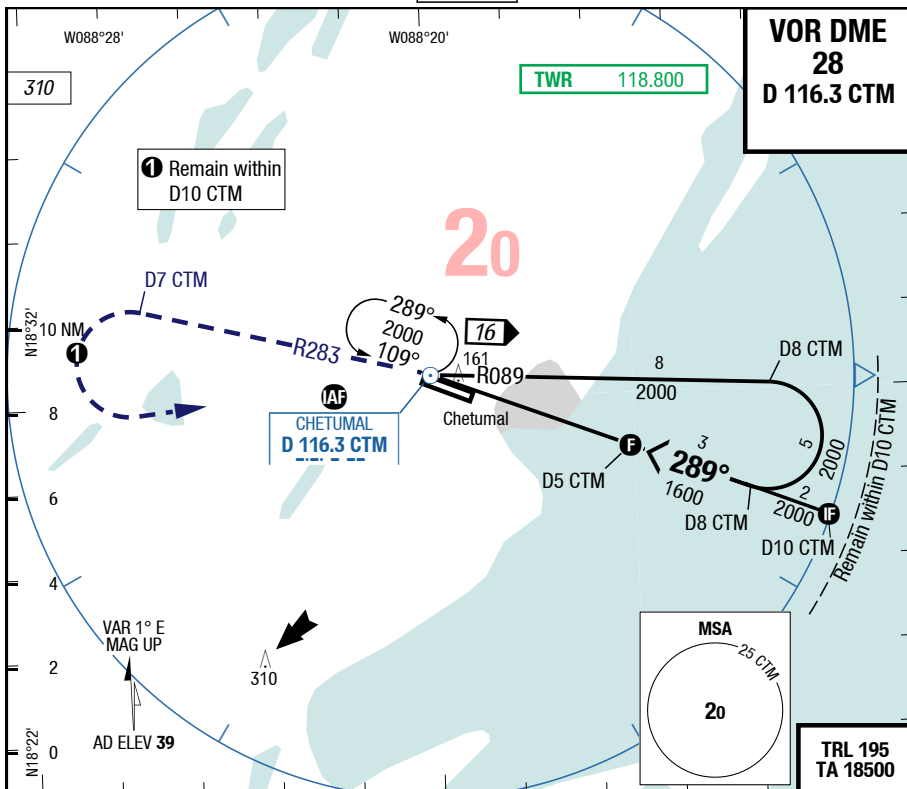 W088°28'
W088°20'
VOR DME
28
D 116.3 CTM
310
TWR 118.800
1 Remain within
D10 CTM
20
D7 CTM
289°
2000
109°
16
161
N18°32'
10 NM
1
R283
R089
8
2000
D8 CTM
IAF
Chetumal
CHETUMAL
D 116.3 CTM
8
F
3
289°
1600
5
2000
D5 CTM
6
D8 CTM
2
2000
IF
D10 CTM
Remain within D10 CTM
4
VAR 1° E
MAG UP
MSA
25 CTM
20
2
310
AD ELEV 39
N18°22'
0
TRL 195
TA 18500